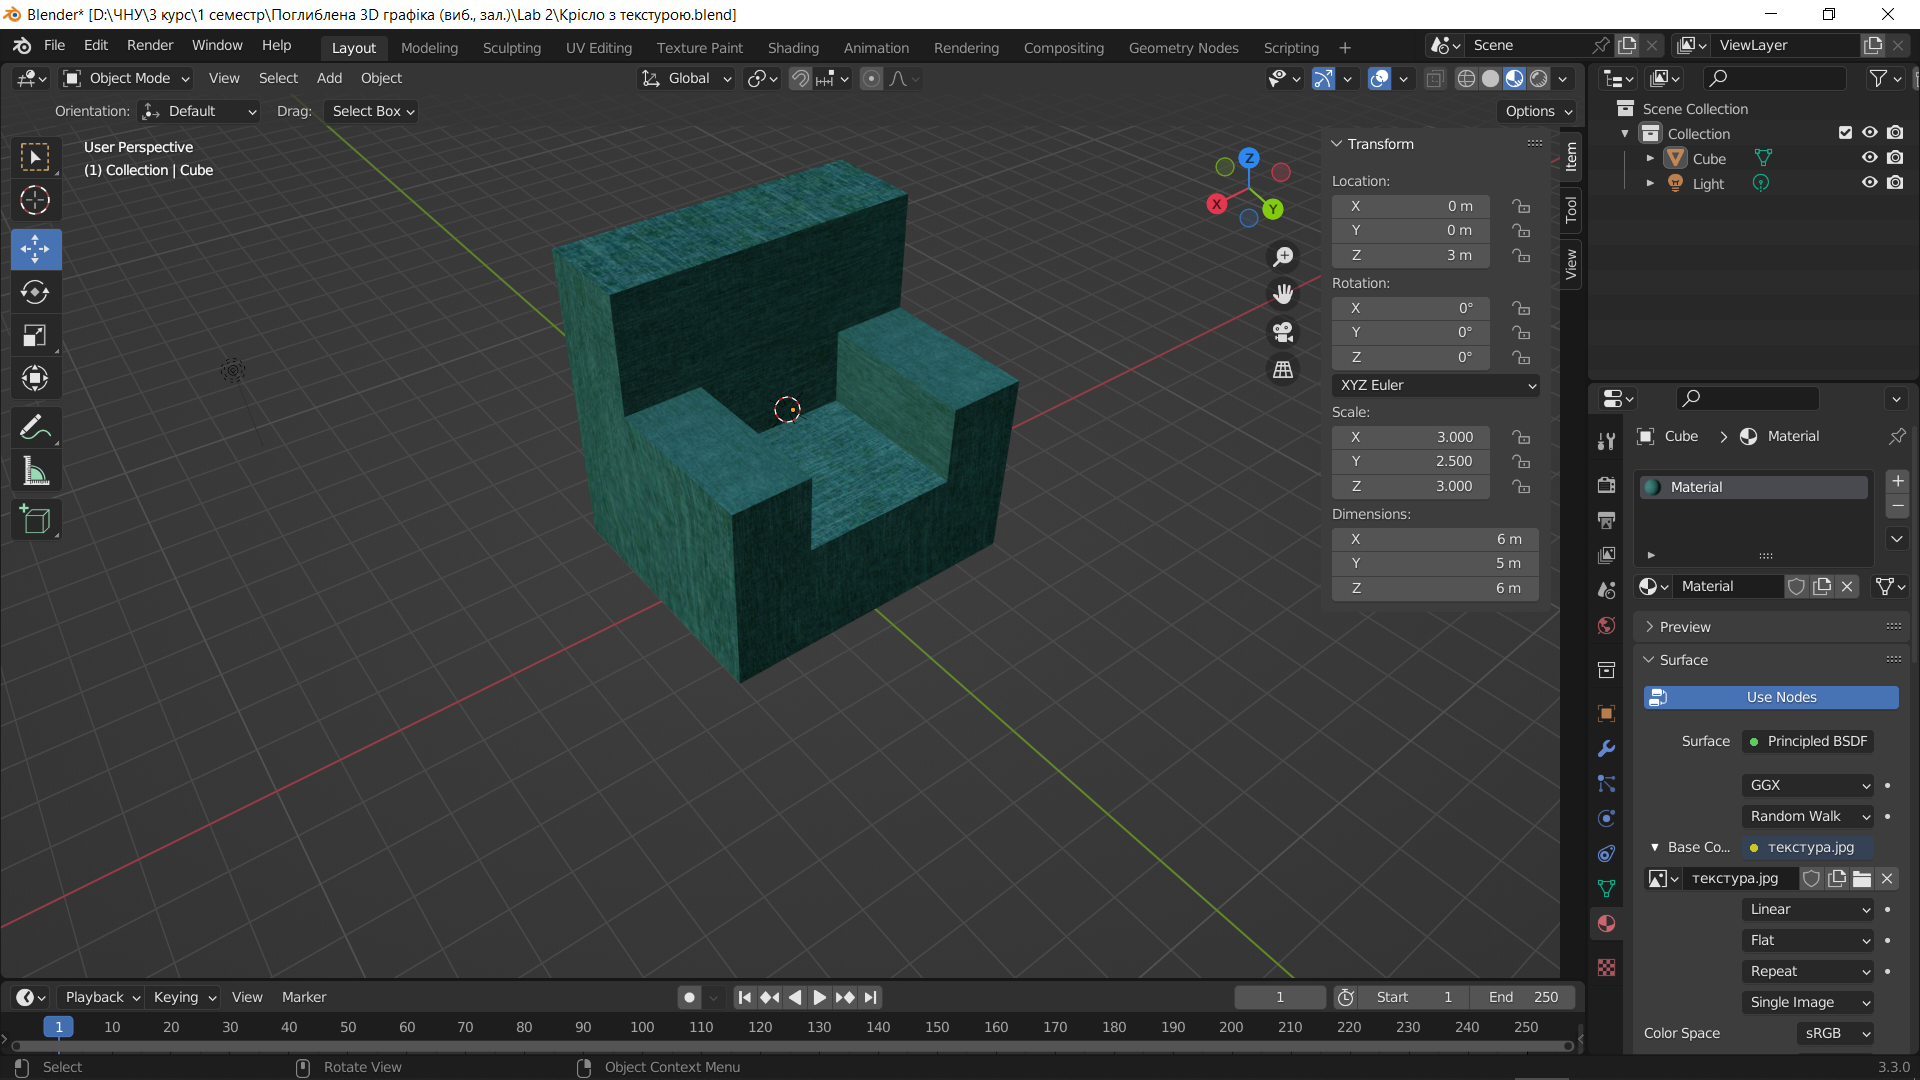 Blender* [D:\ЧНУ\3 курс\1 семестр\Поглиблена 3D графіка (виб., зал.)\Lab 2\Крісло з текстурою.blend]
File Edit Render Window Help Layout Modeling Sculpting UV Editing Texture Paint Shading Animation Rendering Compositing Geometry Nodes Scripting + Scene ViewLayer
Object Mode View Select Add Object Global
Orientation: Default Drag: Select Box Options
User Perspective
(1) Collection | Cube
Z
X
Y
Item
Tool
View
Transform
Location:
X 0 m
Y 0 m
Z 3 m
Rotation:
X 0°
Y 0°
Z 0°
XYZ Euler
Scale:
X 3.000
Y 2.500
Z 3.000
Dimensions:
X 6 m
Y 5 m
Z 6 m
Scene Collection
Collection
Cube
Light
Cube > Material
Material
Material
Preview
Surface
Use Nodes
Surface Principled BSDF
GGX
Random Walk
Base Co... текстура.jpg
текстура.jpg
Linear
Flat
Repeat
Single Image
Color Space sRGB
Playback Keying View Marker 1 Start 1 End 250
1 10 20 30 40 50 60 70 80 90 100 110 120 130 140 150 160 170 180 190 200 210 220 230 240 250
Select Rotate View Object Context Menu 3.3.0